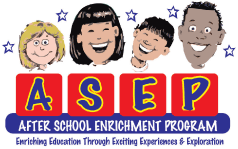 ASEP
AFTER SCHOOL ENRICHMENT PROGRAM
Enriching Education Through Exciting Experiences & Exploration